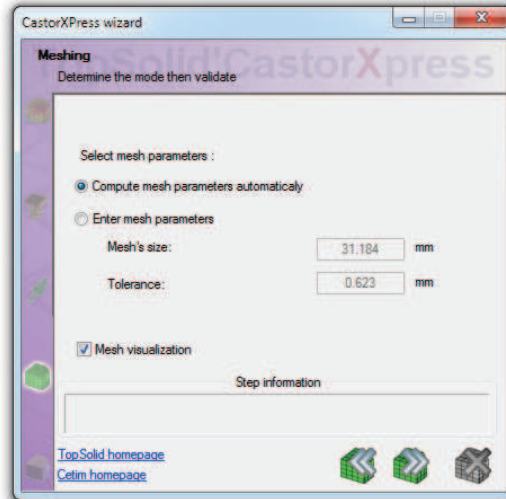 CastorXPress wizard
Meshing
TopSolid'CastorXpress
Determine the mode then validate
Select mesh parameters :
Compute mesh parameters automaticaly
Enter mesh parameters
Mesh's size: 31.184 mm
Tolerance: 0.623 mm
Mesh visualization
Step information
TopSolid homepage
Cetim homepage